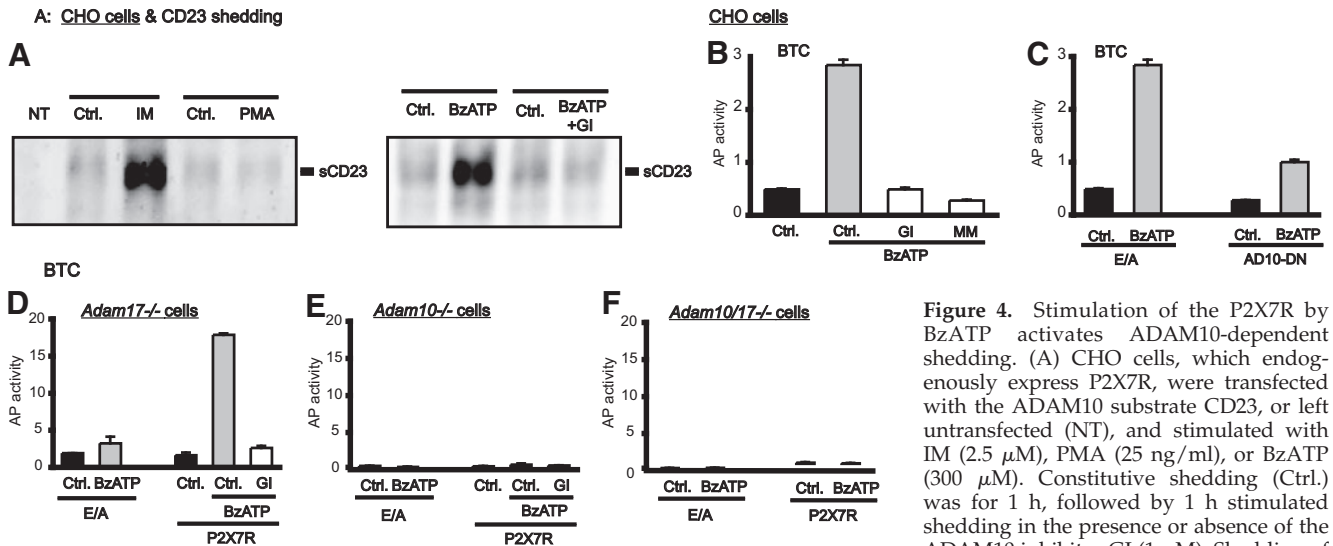 A: CHO cells & CD23 shedding
CHO cells
A
NT Ctrl. IM Ctrl. PMA
sCD23
Ctrl. BzATP Ctrl. BzATP
+GI
sCD23
B
BTC
AP activity
3
2
1
0
Ctrl. Ctrl. GI MM
BzATP
C
BTC
AP activity
3
2
1
0
Ctrl. BzATP Ctrl. BzATP
E/A AD10-DN
BTC
D
Adam17-/- cells
AP activity
20
15
10
5
0
Ctrl. BzATP Ctrl. Ctrl. GI
E/A BzATP
P2X7R
E
Adam10-/- cells
AP activity
20
15
10
5
0
Ctrl. BzATP Ctrl. Ctrl. GI
E/A BzATP
P2X7R
F
Adam10/17-/- cells
AP activity
20
15
10
5
0
Ctrl. BzATP Ctrl. BzATP
E/A P2X7R
Figure 4. Stimulation of the P2X7R by
BzATP activates ADAM10-dependent
shedding. (A) CHO cells, which endog-
enously express P2X7R, were transfected
with the ADAM10 substrate CD23, or left
untransfected (NT), and stimulated with
IM (2.5 μM), PMA (25 ng/ml), or BzATP
(300 μM). Constitutive shedding (Ctrl.)
was for 1 h, followed by 1 h stimulated
shedding in the presence or absence of the